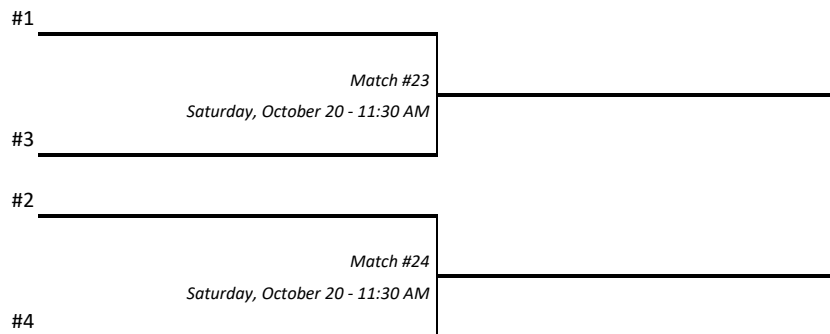 #1
Match #23
Saturday, October 20 - 11:30 AM
#3
#2
Match #24
Saturday, October 20 - 11:30 AM
#4